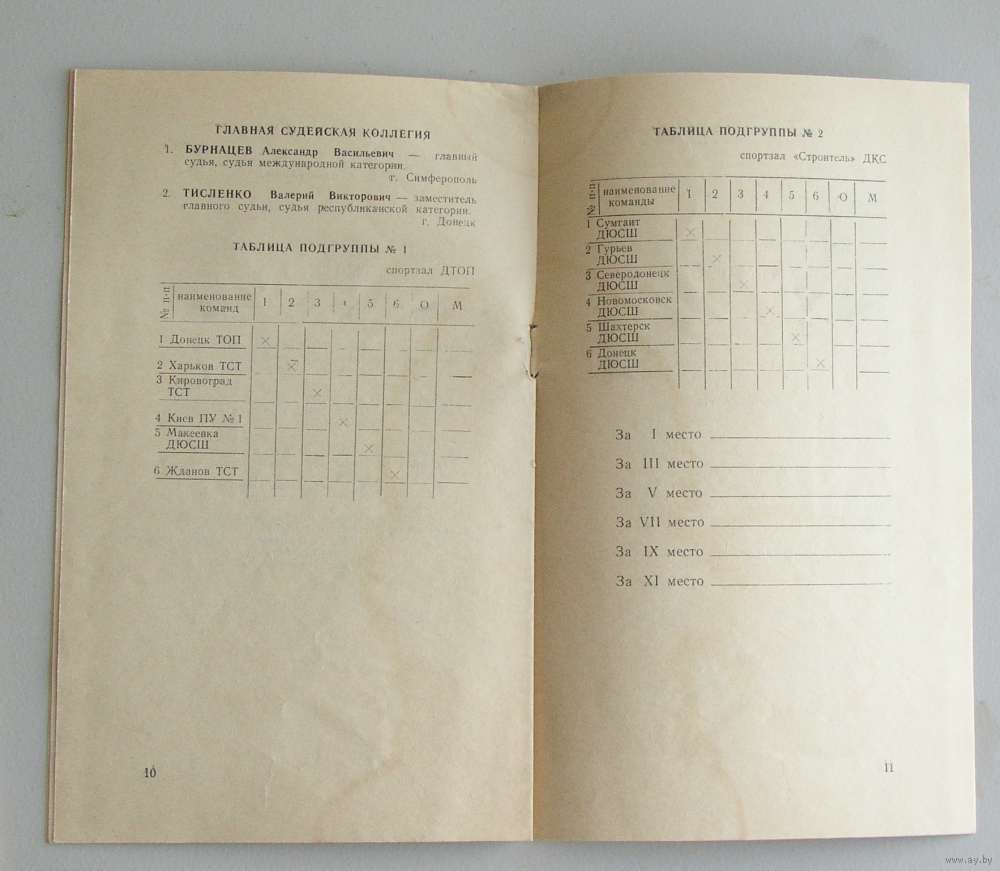 ГЛАВНАЯ СУДЕЙСКАЯ КОЛЛЕГИЯ
1. БУРНАЦЕВ Александр Васильевич — главный
судья, судья международной категории.
г. Симферополь
2. ТИСЛЕНКО Валерий Викторович — заместитель
главного судьи, судья республиканской категории.
г. Донецк
ТАБЛИЦА ПОДГРУППЫ № 1
спортзал ДТОП
№ п-п наименование команд 1 2 3 4 5 6 О М
1 Донецк ТОП
2 Харьков ТСТ
3 Кировоград
ТСТ
4 Киев ПУ № 1
5 Макеевка
ДЮСШ
6 Жданов ТСТ
10
ТАБЛИЦА ПОДГРУППЫ № 2
спортзал «Строитель» ДКС
№ п-п наименование команды 1 2 3 4 5 6 О М
1 Сумгаит
ДЮСШ
2 Гурьев
ДЮСШ
3 Северодонецк
ДЮСШ
4 Новомосковск
ДЮСШ
5 Шахтерск
ДЮСШ
6 Донецк
ДЮСШ
За I место
За III место
За V место
За VII место
За IX место
За XI место
11
www.ay.by